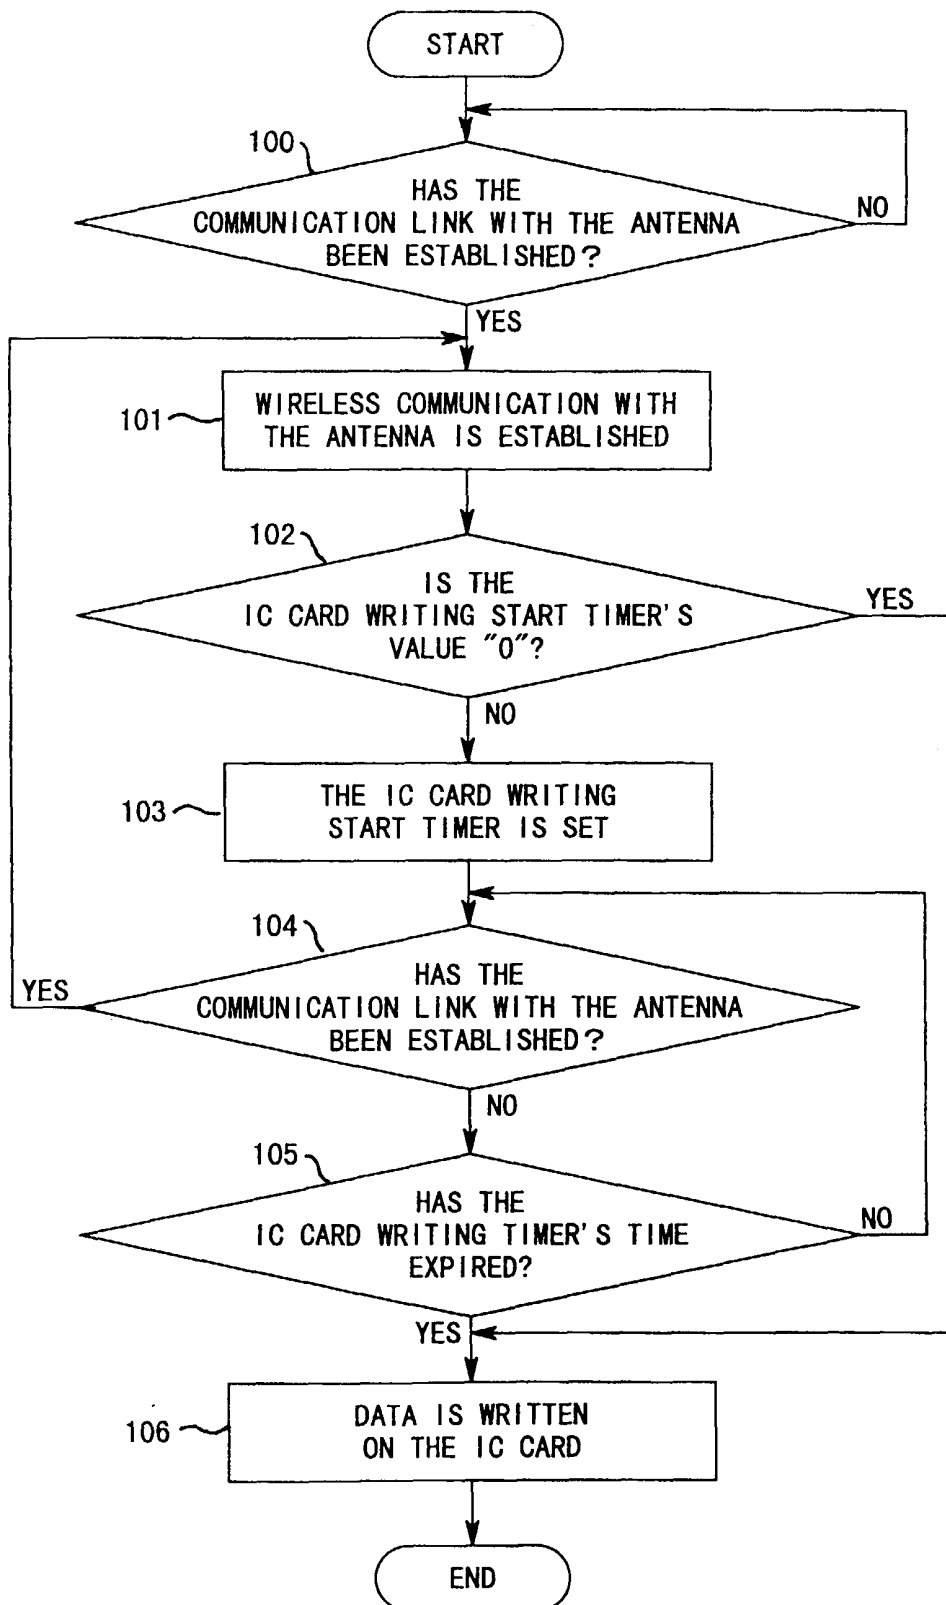 START
100
HAS THE
COMMUNICATION LINK WITH THE ANTENNA
BEEN ESTABLISHED?
NO
YES
101
WIRELESS COMMUNICATION WITH
THE ANTENNA IS ESTABLISHED
102
IS THE
IC CARD WRITING START TIMER'S
VALUE "0"?
YES
NO
103
THE IC CARD WRITING
START TIMER IS SET
104
HAS THE
COMMUNICATION LINK WITH THE ANTENNA
BEEN ESTABLISHED?
YES
NO
105
HAS THE
IC CARD WRITING TIMER'S TIME
EXPIRED?
NO
YES
106
DATA IS WRITTEN
ON THE IC CARD
END